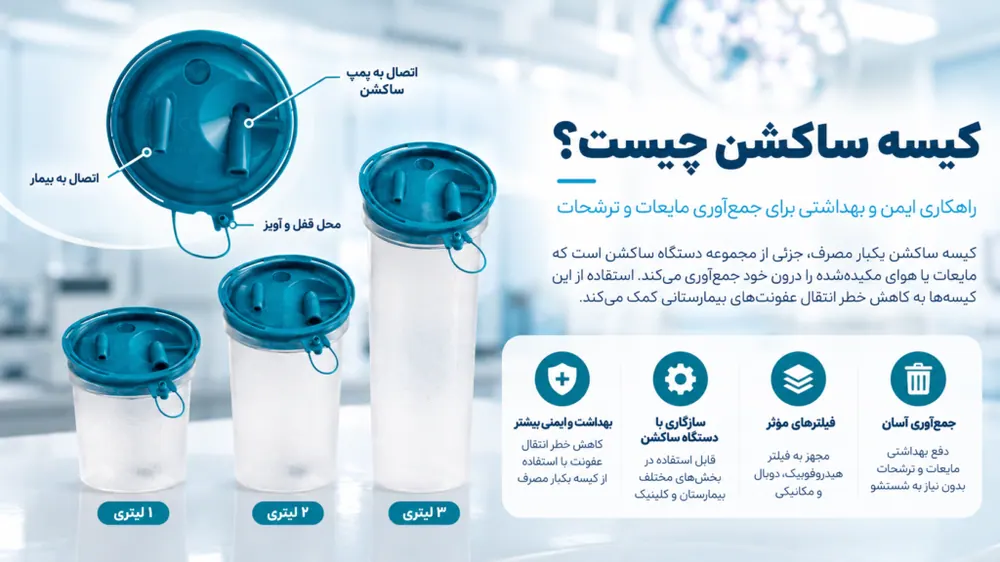 کیسه ساکشن چیست؟
راهکاری ایمن و بهداشتی برای جمع‌آوری مایعات و ترشحات
کیسه ساکشن یکبار مصرف، جزئی از مجموعه دستگاه ساکشن است که
مایعات یا هوای مکیده‌شده را درون خود جمع‌آوری می‌کند. استفاده از این
کیسه‌ها به کاهش خطر انتقال عفونت‌های بیمارستانی کمک می‌کند.
اتصال به پمپ
ساکشن
اتصال به بیمار
محل قفل و آویز
جمع‌آوری آسان
دفع بهداشتی
مایعات و ترشحات
بدون نیاز به شستشو
فیلترهای مؤثر
مجهز به فیلتر
هیدروفوبیک، دوبال
و مکانیکی
سازگاری با
دستگاه ساکشن
قابل استفاده در
بخش‌های مختلف
بیمارستان و کلینیک
بهداشت و ایمنی بیشتر
کاهش خطر انتقال
عفونت با استفاده
از کیسه یکبار مصرف
۱ لیتری
۲ لیتری
۳ لیتری